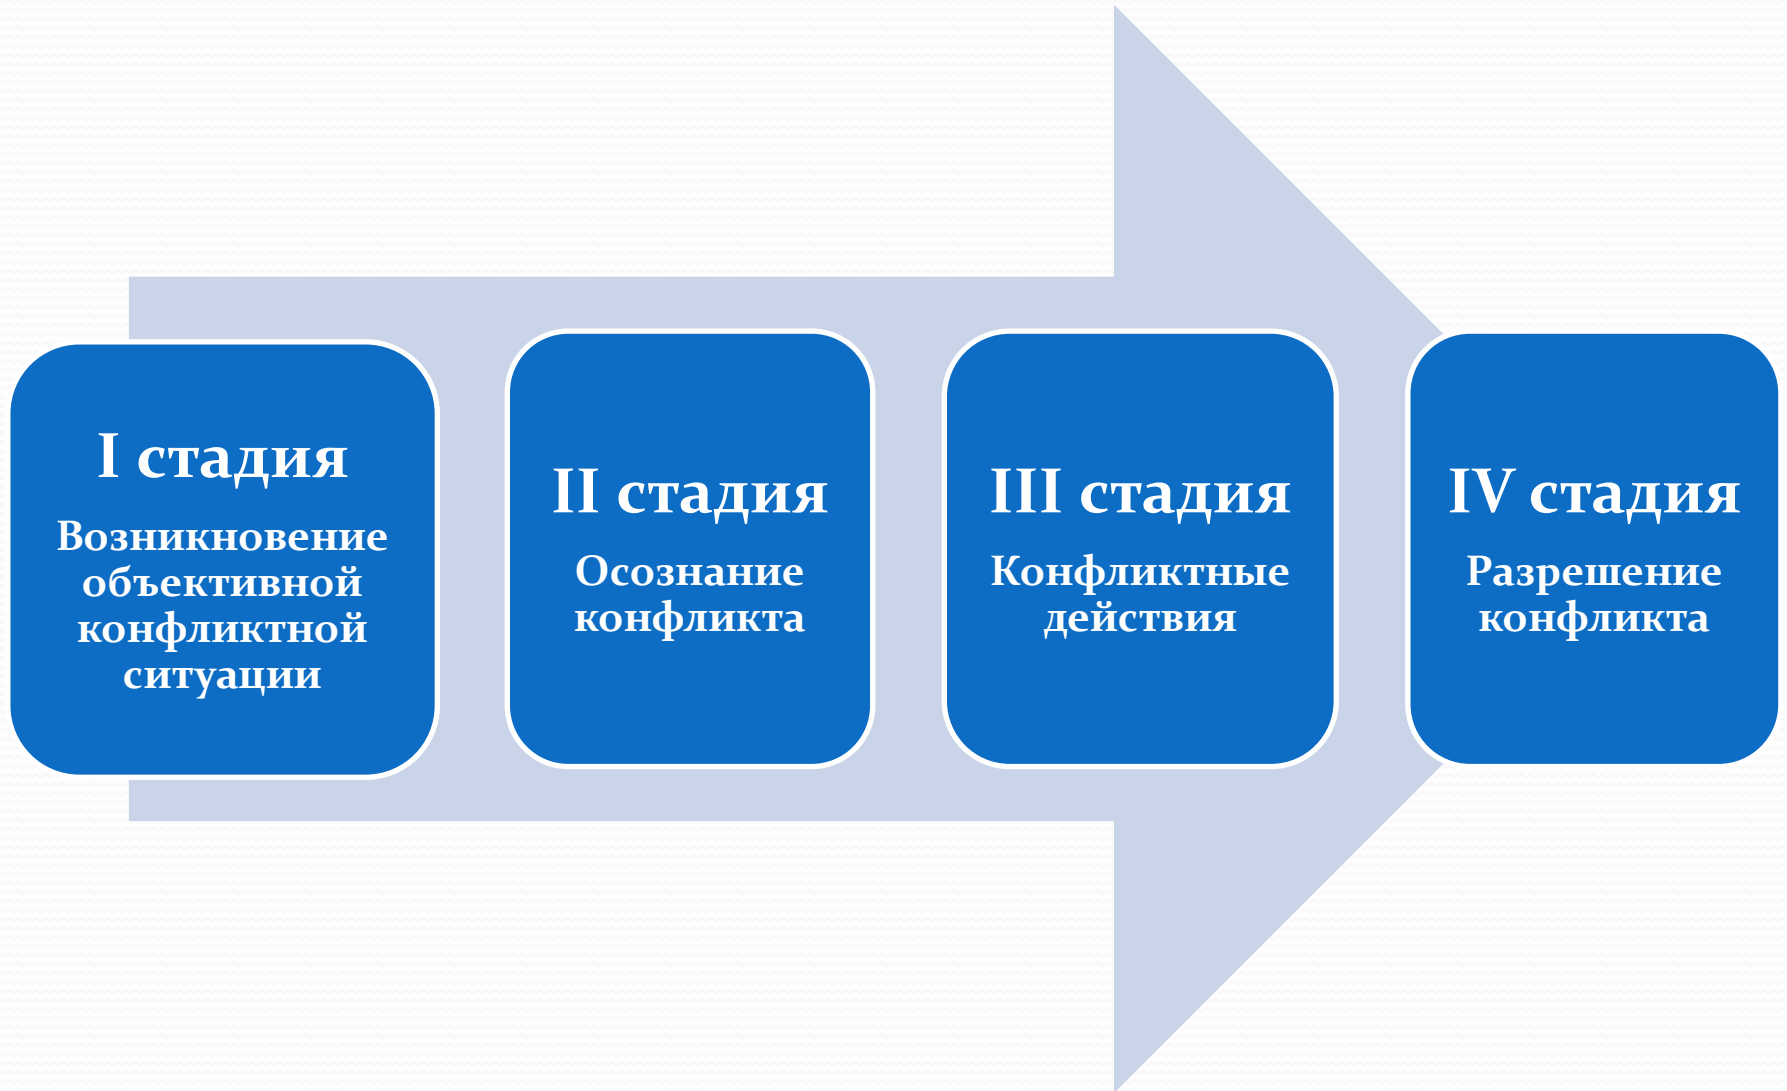 I стадия
Возникновение
объективной
конфликтной
ситуации
II стадия
Осознание
конфликта
III стадия
Конфликтные
действия
IV стадия
Разрешение
конфликта